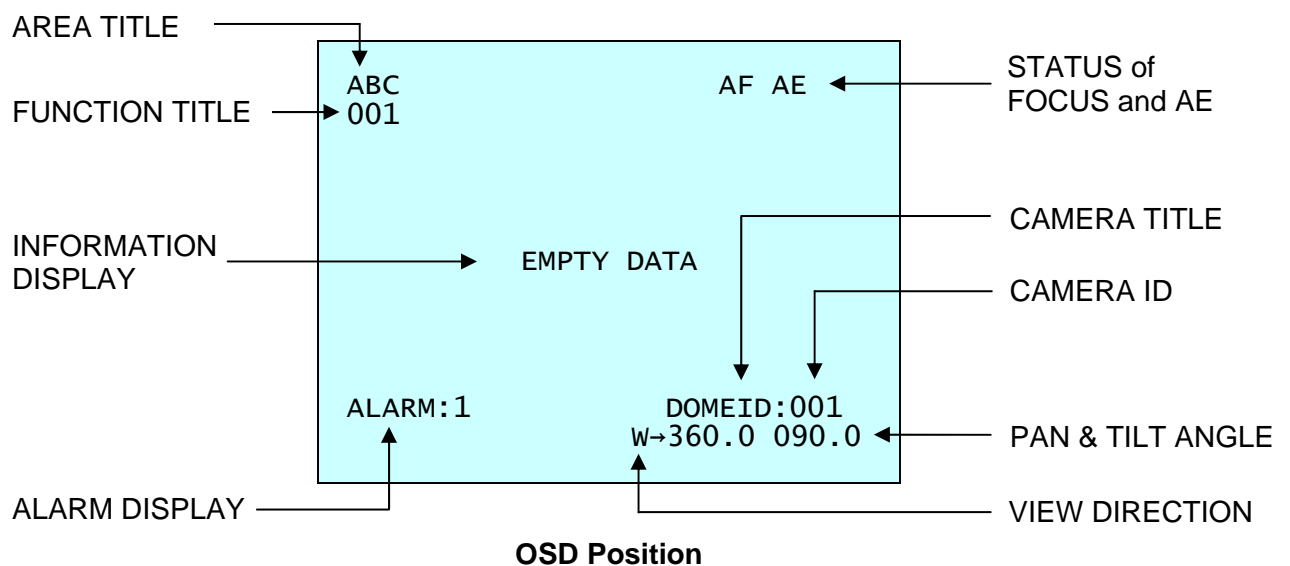 AREA TITLE
ABC
AF AE
STATUS of
FOCUS and AE
FUNCTION TITLE
001
CAMERA TITLE
INFORMATION
DISPLAY
EMPTY DATA
CAMERA ID
ALARM:1
DOMEID:001
W→360.0 090.0
PAN & TILT ANGLE
ALARM DISPLAY
VIEW DIRECTION
OSD Position